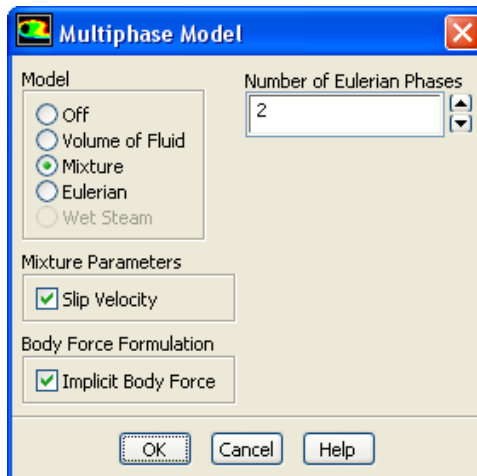 Multiphase Model
Model
Off
Volume of Fluid
Mixture
Eulerian
Wet Steam
Number of Eulerian Phases
2
Mixture Parameters
Slip Velocity
Body Force Formulation
Implicit Body Force
OK Cancel Help